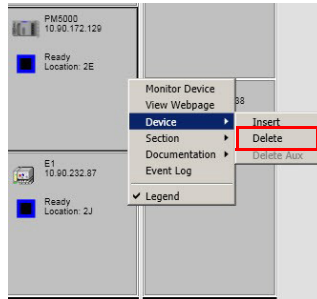 PM5000
10.90.172.129
Ready
Location: 2E
Monitor Device
View Webpage
38
Device
Insert
Section
Delete
Documentation
Delete Aux
Event Log
E1
10.90.232.87
Legend
Ready
Location: 2J